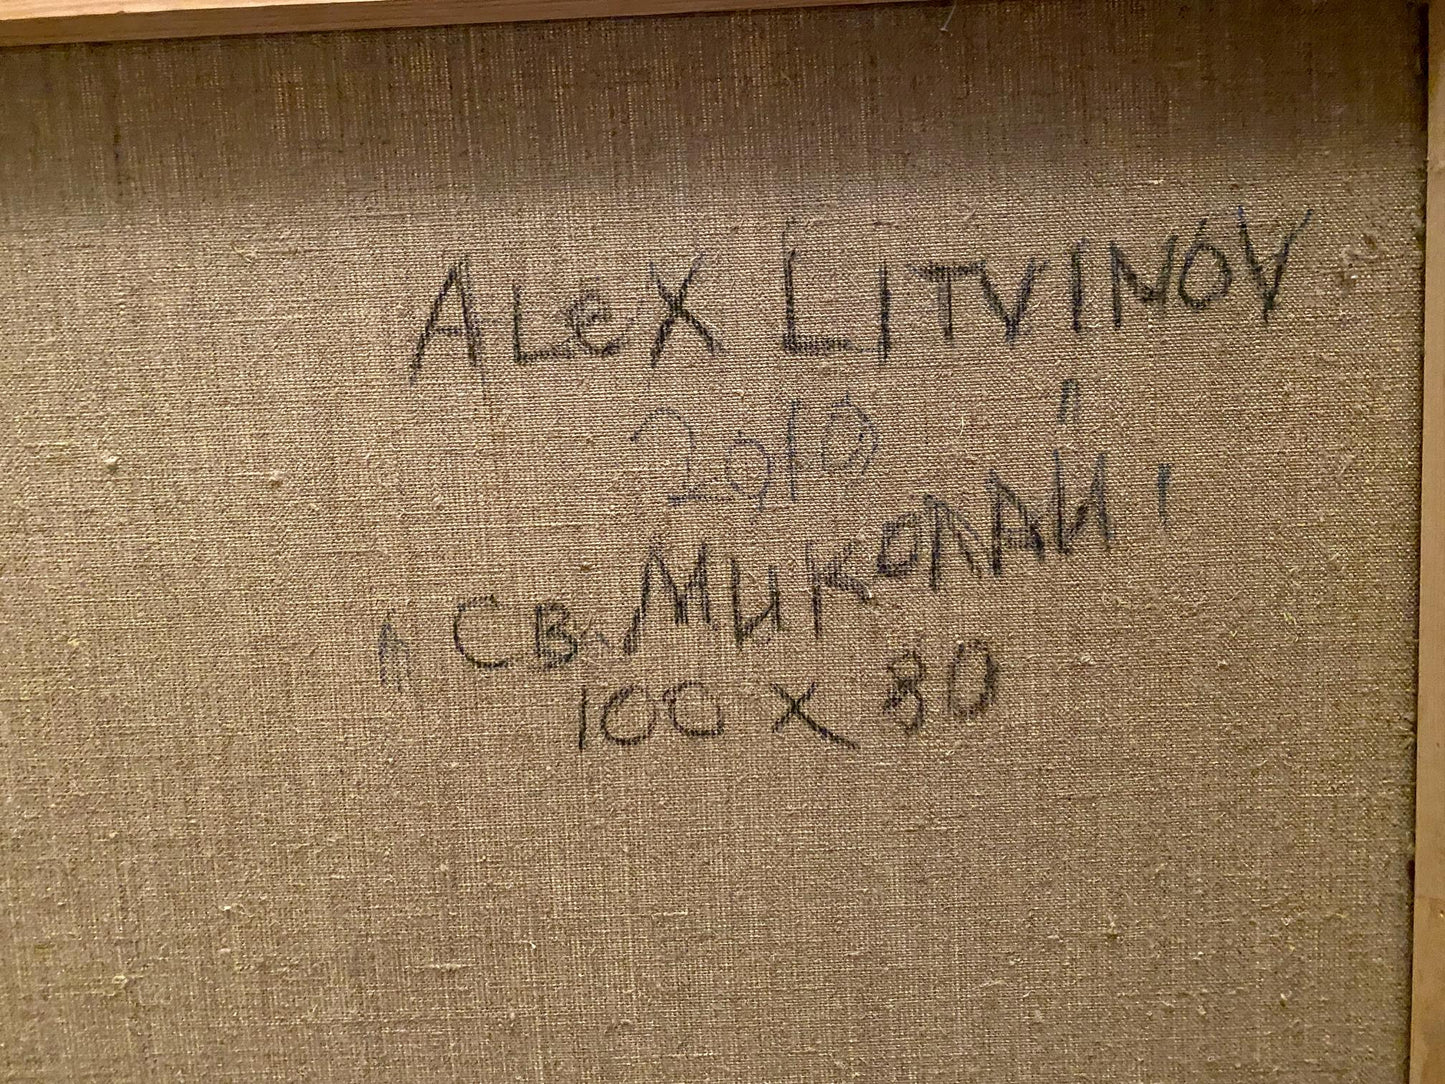 ALeX LITVINOV
2010
"СВ. МИКОЛАЙ"
100 X 80